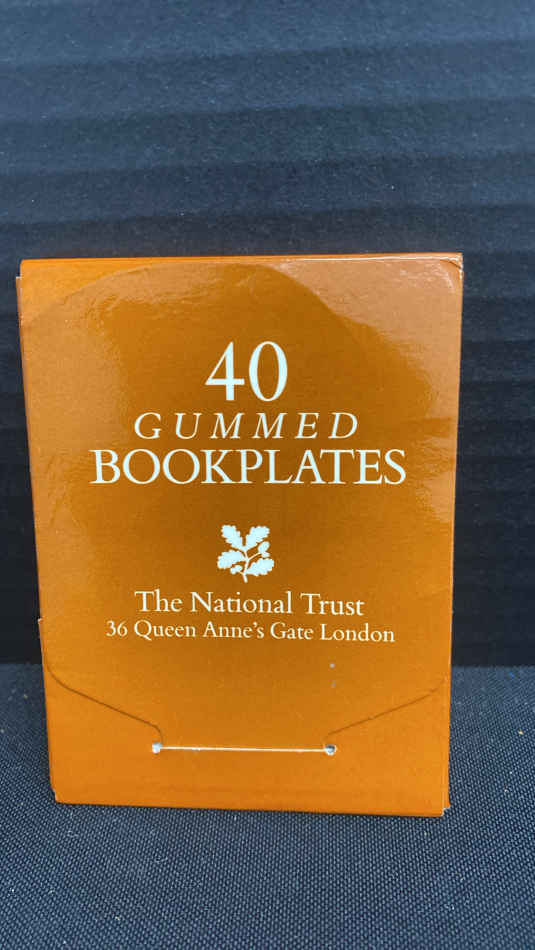 40
GUMMED
BOOKPLATES
The National Trust
36 Queen Anne's Gate London